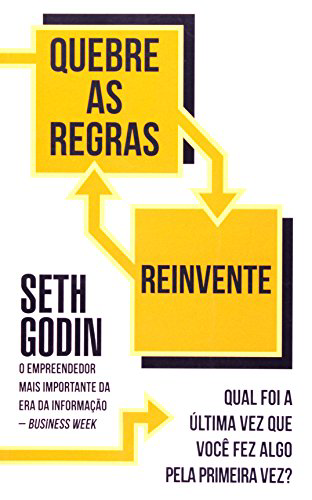 QUEBRE
AS
REGRAS
REINVENTE
SETH
GODIN
O EMPREENDEDOR
MAIS IMPORTANTE DA
ERA DA INFORMAÇÃO
– BUSINESS WEEK
QUAL FOI A
ÚLTIMA VEZ QUE
VOCÊ FEZ ALGO
PELA PRIMEIRA VEZ?